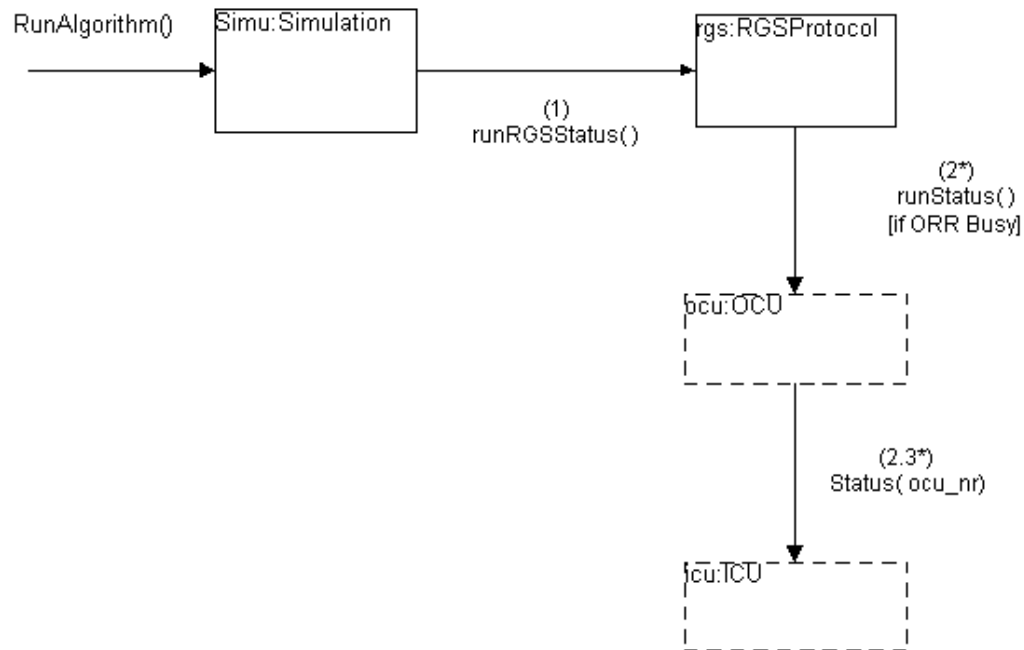 RunAlgorithm()
Simu:Simulation
rgs:RGSProtocol
(1)
runRGSStatus()
(2*)
runStatus()
[if ORR Busy]
ocu:OCU
(2.3*)
Status( ocu_nr)
icu:ICU